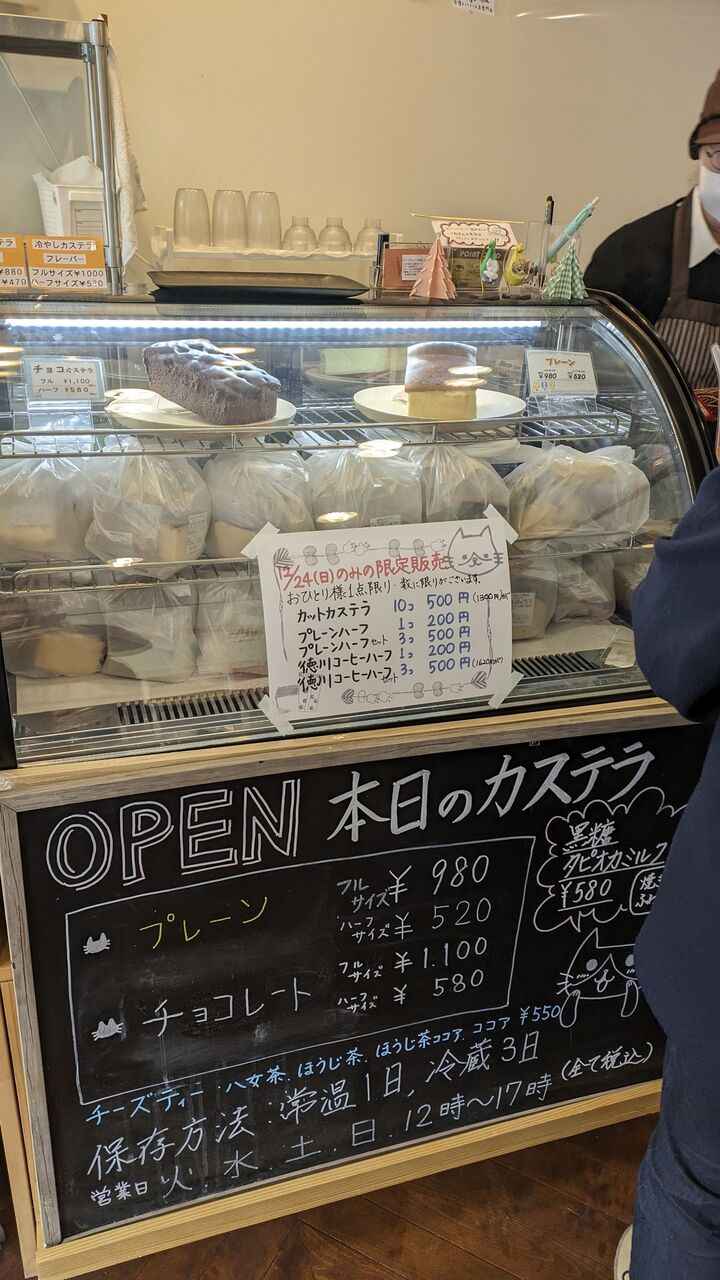 冷やしカステラ
フレーバー
フルサイズ¥1000
ハーフサイズ¥530
¥880
¥470
チョコカステラ
フル ¥1,100
ハーフ ¥580
プレーン
¥980 ¥520
12/24(日)のみの限定販売
おひとり様1点限り・数に限りがございます。
カットカステラ 10コ 500円
プレーンハーフ 1コ 200円
プレーンハーフセット 3コ 500円
徳川コーヒーハーフ 1コ 200円
徳川コーヒーハーフセット 3コ 500円
OPEN 本日のカステラ
プレーン
フルサイズ ¥980
ハーフサイズ ¥520
チョコレート
フルサイズ ¥1.100
ハーフサイズ ¥580
黒糖
タピオカミルク
¥580
チーズティー・八女茶、ほうじ茶、ほうじ茶ココア、ココア ¥550
保存方法:常温1日、冷蔵3日
営業日 火、水、土、日、12時〜17時 (全て税込)